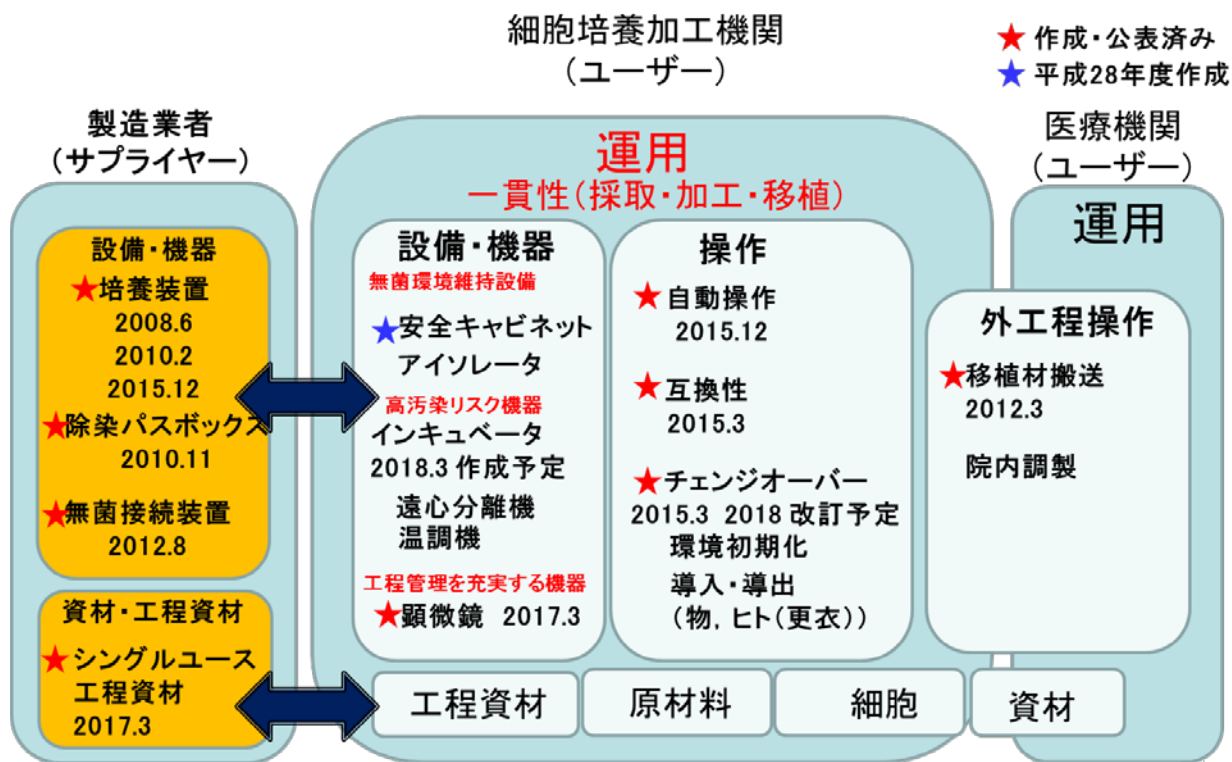 細胞培養加工機関
(ユーザー)
★ 作成・公表済み
★ 平成28年度作成
製造業者
(サプライヤー)
設備・機器
★培養装置
2008.6
2010.2
2015.12
★除染パスボックス
2010.11
★無菌接続装置
2012.8
資材・工程資材
★シングルユース
工程資材
2017.3
運用
一貫性(採取・加工・移植)
設備・機器
無菌環境維持設備
★安全キャビネット
アイソレータ
高汚染リスク機器
インキュベータ
2018.3 作成予定
遠心分離機
温調機
工程管理を充実する機器
★顕微鏡 2017.3
操作
★自動操作
2015.12
★互換性
2015.3
★チェンジオーバー
2015.3 2018 改訂予定
環境初期化
導入・導出
(物, ヒト(更衣))
工程資材
原材料
細胞
資材
医療機関
(ユーザー)
運用
外工程操作
★移植材搬送
2012.3
院内調製